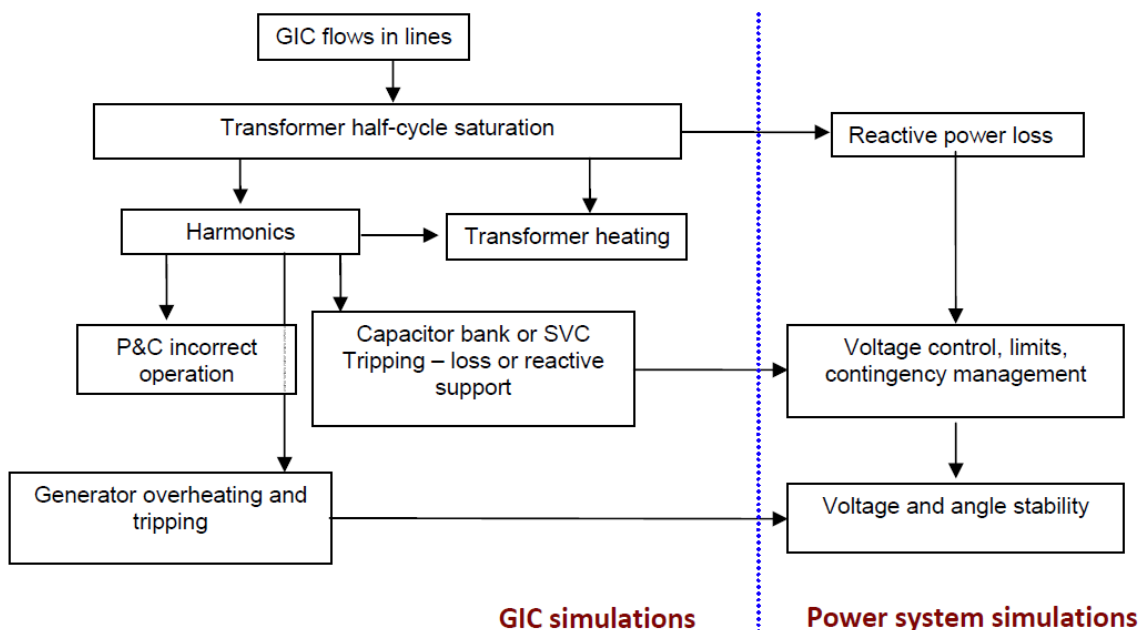 GIC flows in lines
Transformer half-cycle saturation
Reactive power loss
Harmonics
Transformer heating
P&C incorrect
operation
Capacitor bank or SVC
Tripping – loss or reactive
support
Voltage control, limits,
contingency management
Generator overheating and
tripping
Voltage and angle stability
GIC simulations
Power system simulations